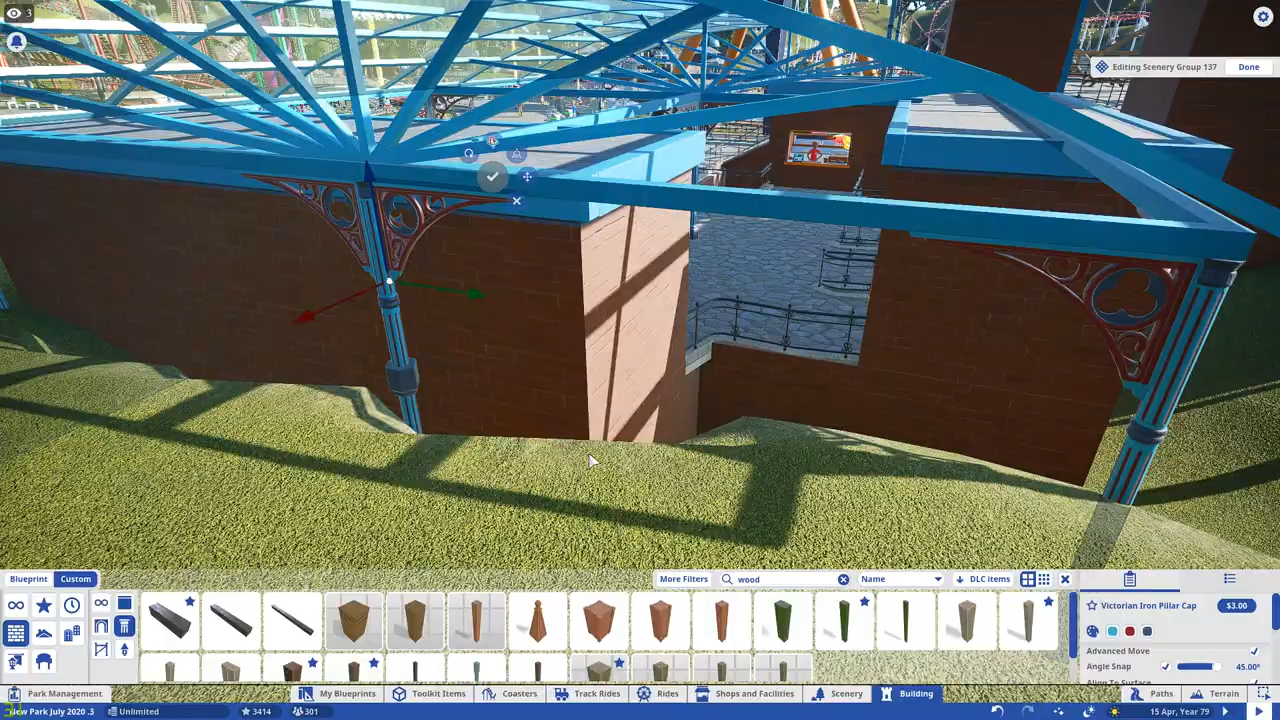 3
Editing Scenery Group 137
Done
Blueprint
Custom
More Filters
wood
Name
DLC items
Victorian Iron Pillar Cap
$3.00
Advanced Move
Angle Snap
45.00°
Park Management
My Blueprints
Toolkit Items
Coasters
Track Rides
Rides
Shops and Facilities
Scenery
Building
Paths
Terrain
New Park July 2020 .3
Unlimited
3414
301
15 Apr, Year 79